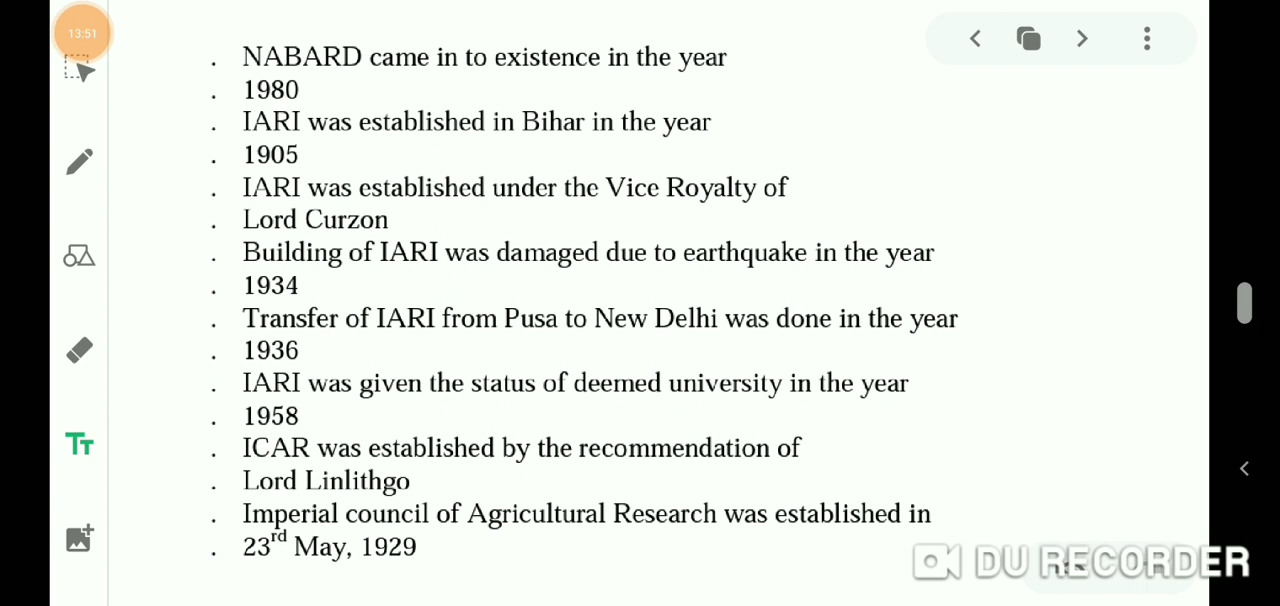 13:51
. NABARD came in to existence in the year
. 1980
. IARI was established in Bihar in the year
. 1905
. IARI was established under the Vice Royalty of
. Lord Curzon
. Building of IARI was damaged due to earthquake in the year
. 1934
. Transfer of IARI from Pusa to New Delhi was done in the year
. 1936
. IARI was given the status of deemed university in the year
. 1958
. ICAR was established by the recommendation of
. Lord Linlithgo
. Imperial council of Agricultural Research was established in
. 23rd May, 1929
TT
DU RECORDER